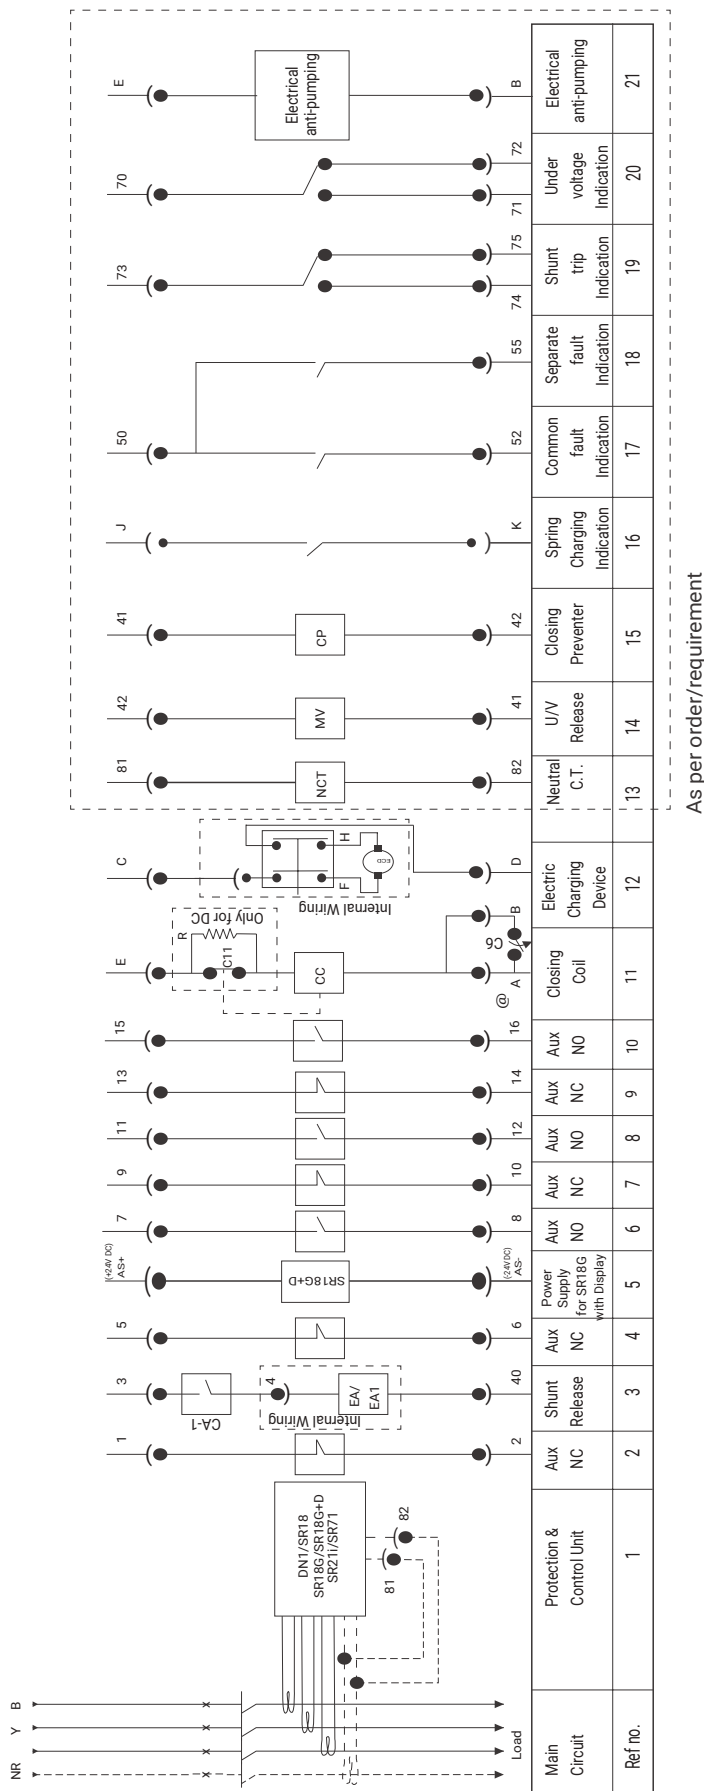 NR
Y
B
Load
Main
Circuit
Ref no.
DN1/SR18
SR18G/SR18G+D
SR21i/SR71
81
82
Protection &
Control Unit
1
1
2
Aux
NC
2
3
CA-1
4
Internal Wiring
EA/
EA1
40
Shunt
Release
3
5
6
Aux
NC
4
(+24V DC)
AS+
SR18G+D
(-24V DC)
AS-
Power
Supply
for SR18G
with Display
5
7
8
Aux
NO
6
9
10
Aux
NC
7
11
12
Aux
NO
8
13
14
Aux
NC
9
15
16
Aux
NO
10
E
Only for DC
R
C11
CC
C6
@
A
B
Closing
Coil
11
C
Internal Wiring
F
H
ECD
D
Electric
Charging
Device
12
81
NCT
82
Neutral
C.T.
13
42
MV
41
U/V
Release
14
41
CP
42
Closing
Preventer
15
J
K
Spring
Charging
Indication
16
50
52
Common
fault
Indication
17
55
Separate
fault
Indication
18
73
74
75
Shunt
trip
Indication
19
70
71
72
Under
voltage
Indication
20
E
Electrical
anti-pumping
B
Electrical
anti-pumping
21
As per order/requirement